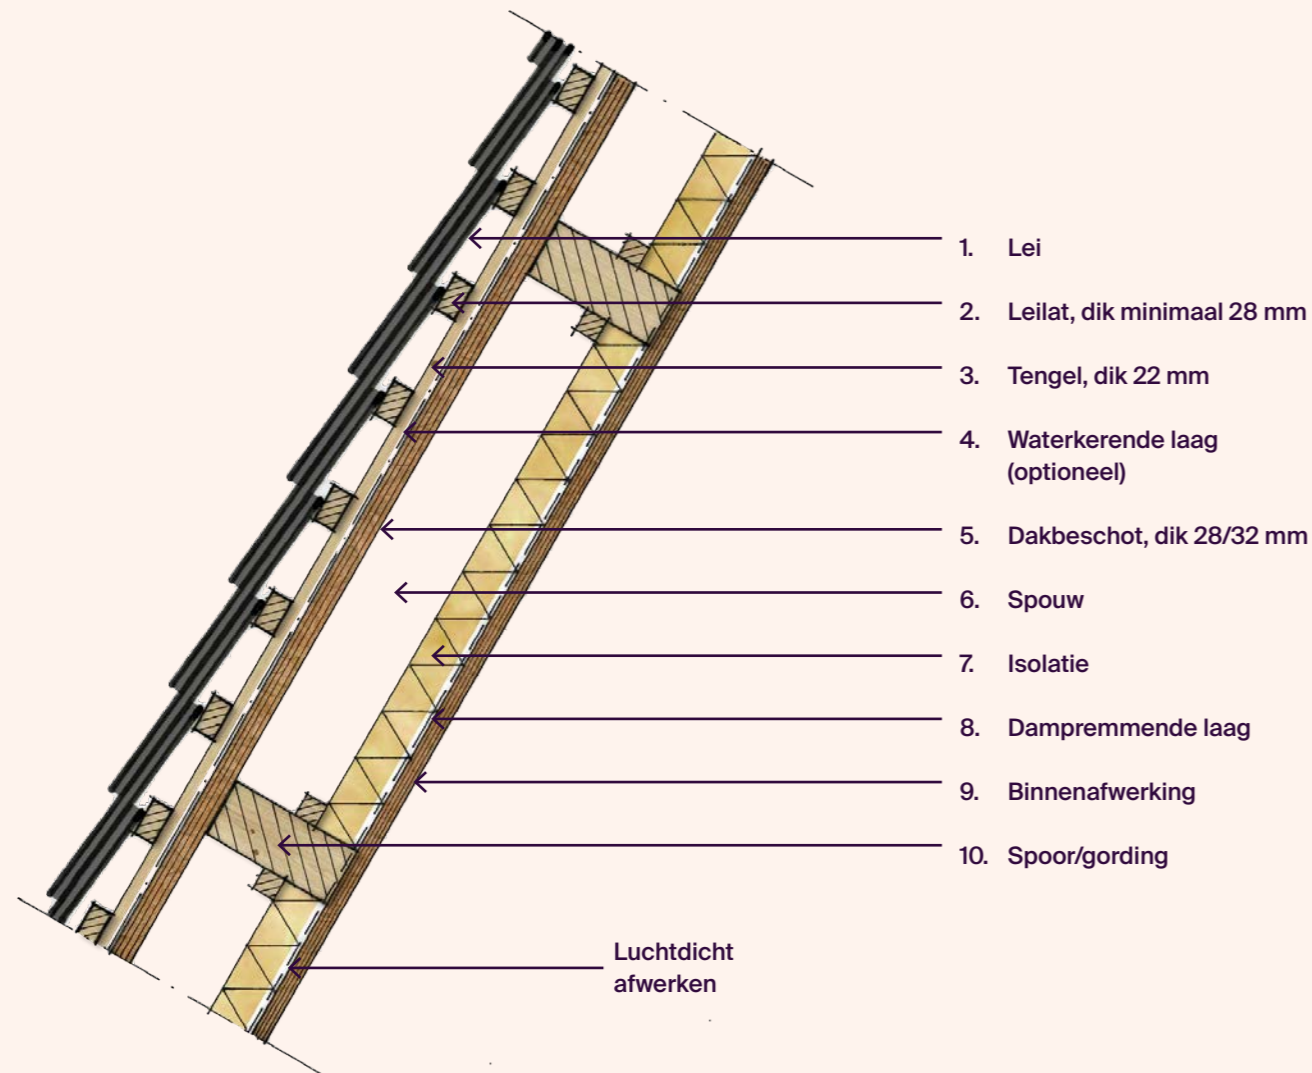 1. Lei
2. Leilat, dik minimaal 28 mm
3. Tengel, dik 22 mm
4. Waterkerende laag
(optioneel)
5. Dakbeschot, dik 28/32 mm
6. Spouw
7. Isolatie
8. Dampremmende laag
9. Binnenafwerking
10. Spoor/gording
Luchtdicht
afwerken